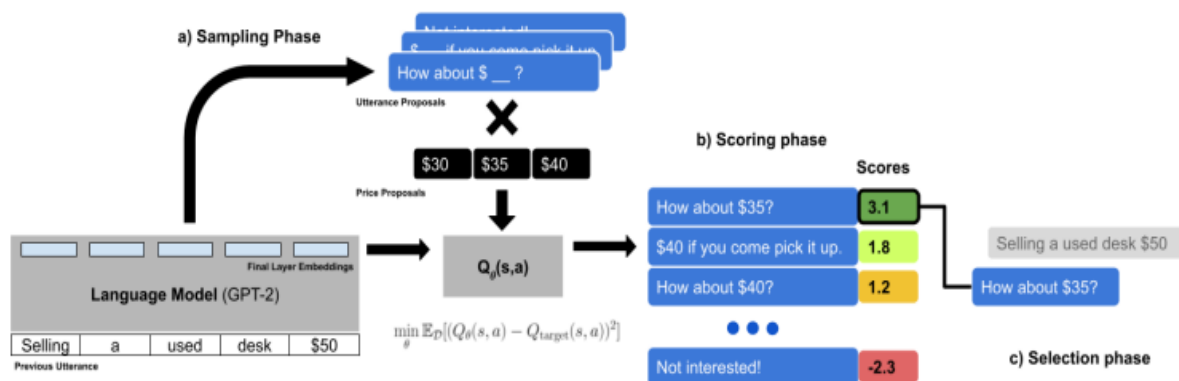 a) Sampling Phase
Not interested!
$ __ if you come pick it up
How about $ __ ?
Utterance Proposals
$30 $35 $40
Price Proposals
Final Layer Embeddings
Language Model (GPT-2)
Selling a used desk $50
Previous Utterance
Q_θ(s,a)
min_θ 𝔼_𝒟[(Q_θ(s, a) − Q_target(s, a))²]
b) Scoring phase
Scores
How about $35? 3.1
$40 if you come pick it up. 1.8
How about $40? 1.2
Not interested! -2.3
Selling a used desk $50
How about $35?
c) Selection phase